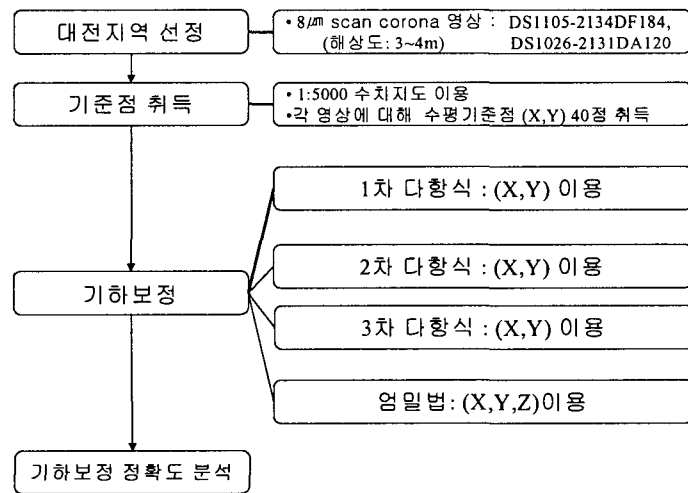 대전지역 선정
• 8㎛ scan corona 영상 : DS1105-2134DF184,
(해상도: 3~4m) DS1026-2131DA120
기준점 취득
• 1:5000 수치지도 이용
•각 영상에 대해 수평기준점 (X,Y) 40점 취득
1차 다항식 : (X,Y) 이용
2차 다항식 : (X,Y) 이용
기하보정
3차 다항식 : (X,Y) 이용
엄밀법: (X,Y,Z)이용
기하보정 정확도 분석